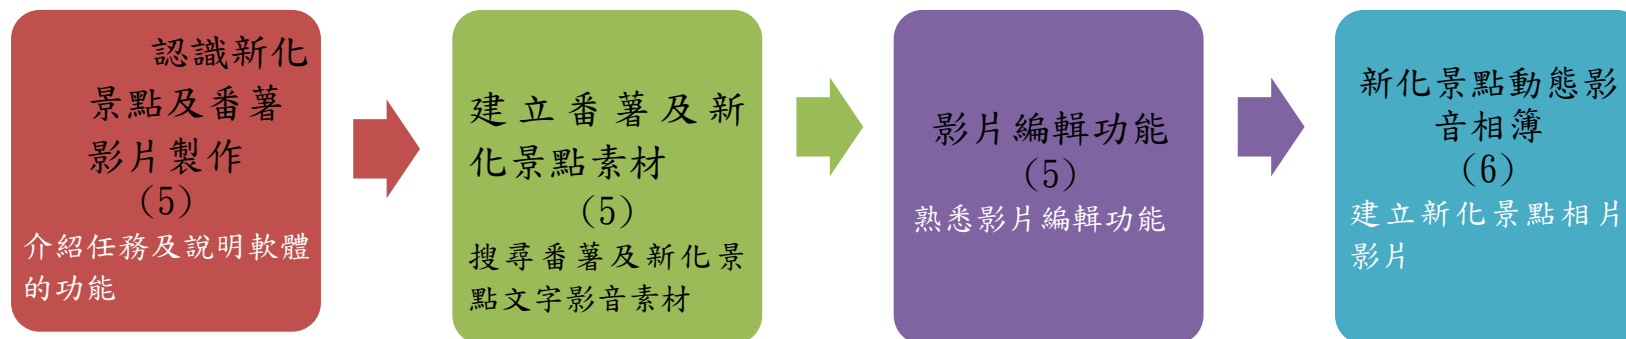 認識新化
景點及番薯
影片製作
(5)
介紹任務及說明軟體
的功能
建立番薯及新
化景點素材
(5)
搜尋番薯及新化景
點文字影音素材
影片編輯功能
(5)
熟悉影片編輯功能
新化景點動態影
音相簿
(6)
建立新化景點相片
影片